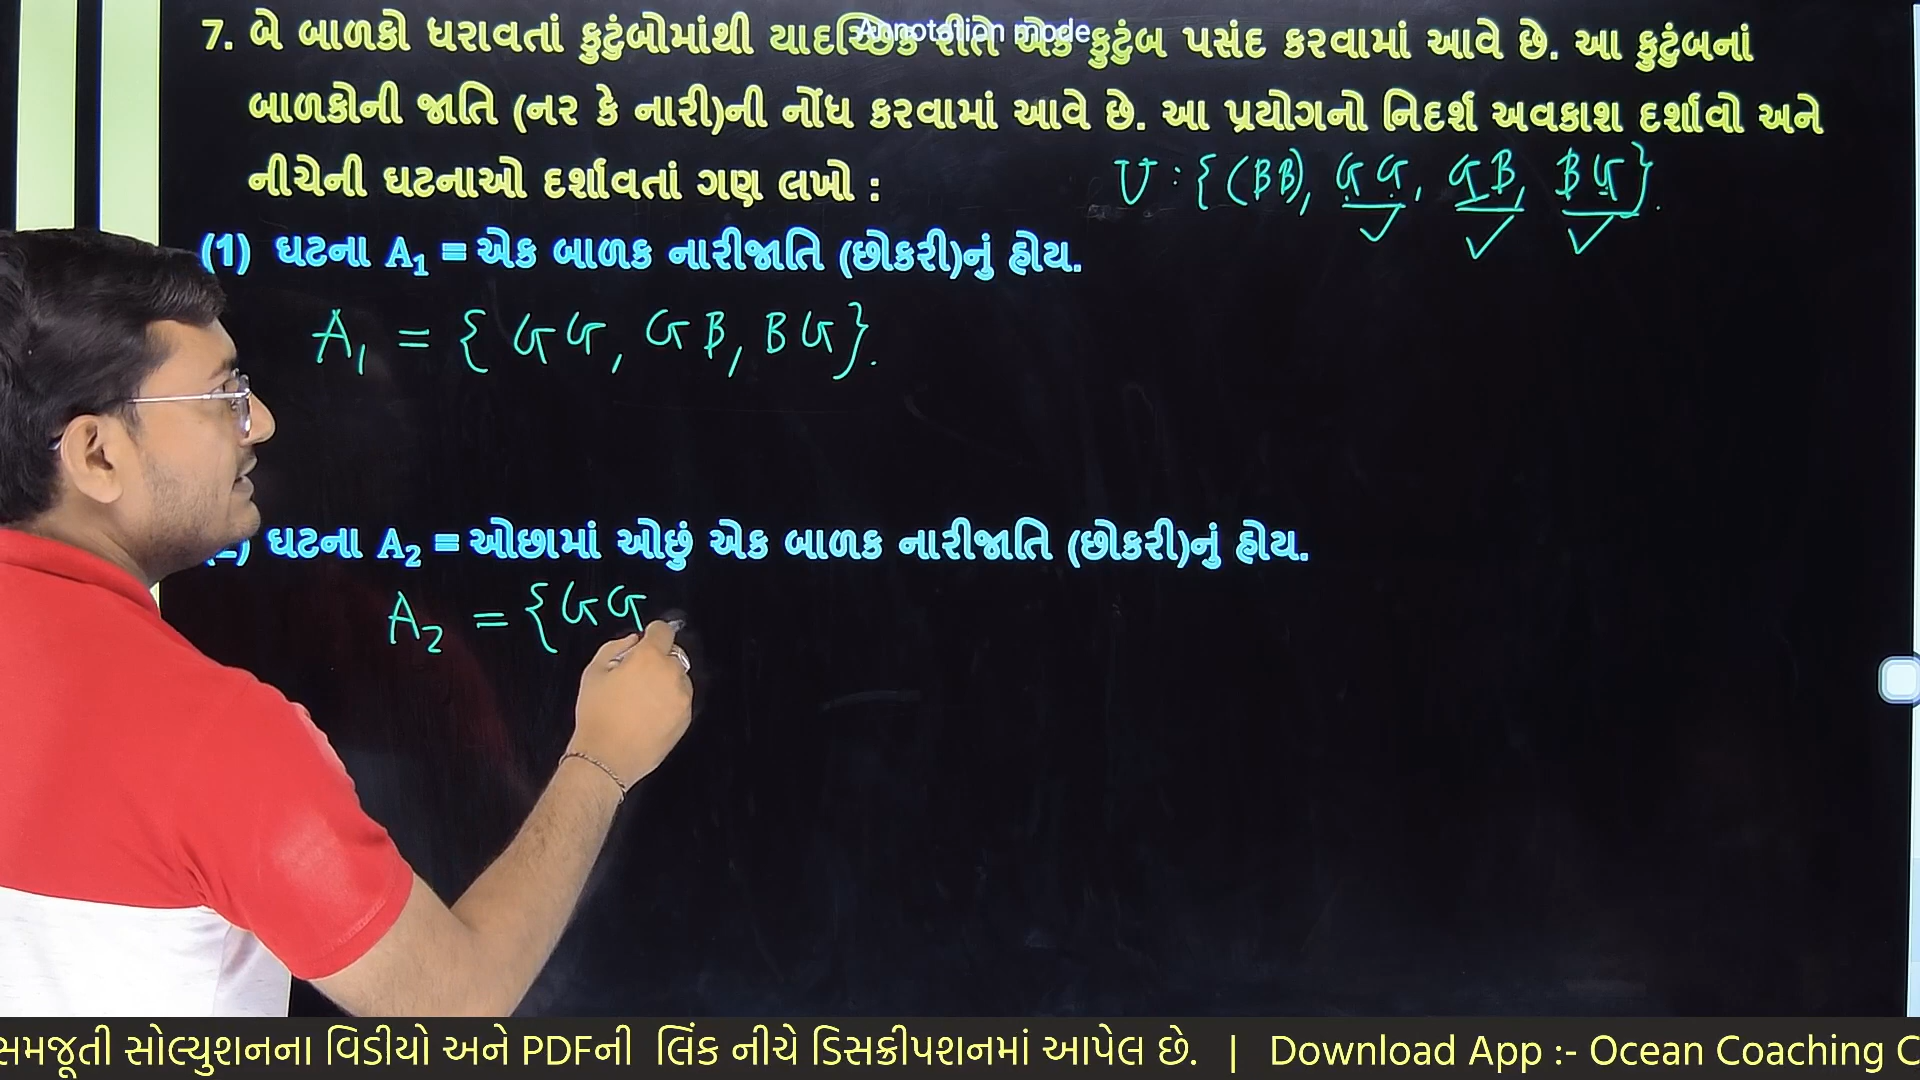 7. બે બાળકો ધરાવતાં કુટુંબોમાંથી યાદચ્છિક રીતે એક કુટુંબ પસંદ કરવામાં આવે છે. આ કુટુંબનાં
Annotation mode
બાળકોની જાતિ (નર કે નારી)ની નોંધ કરવામાં આવે છે. આ પ્રયોગનો નિદર્શ અવકાશ દર્શાવો અને
નીચેની ઘટનાઓ દર્શાવતાં ગણ લખો :
U : {(BB), GG, GB, BG}.
(1) ઘટના A₁ = એક બાળક નારીજાતિ (છોકરી)નું હોય.
A₁ = { GG, GB, BG}.
ઘટના A₂ = ઓછામાં ઓછું એક બાળક નારીજાતિ (છોકરી)નું હોય.
A₂ = {GG
સમજૂતી સોલ્યુશનના વિડીયો અને PDFની લિંક નીચે ડિસક્રીપશનમાં આપેલ છે. | Download App :- Ocean Coaching C